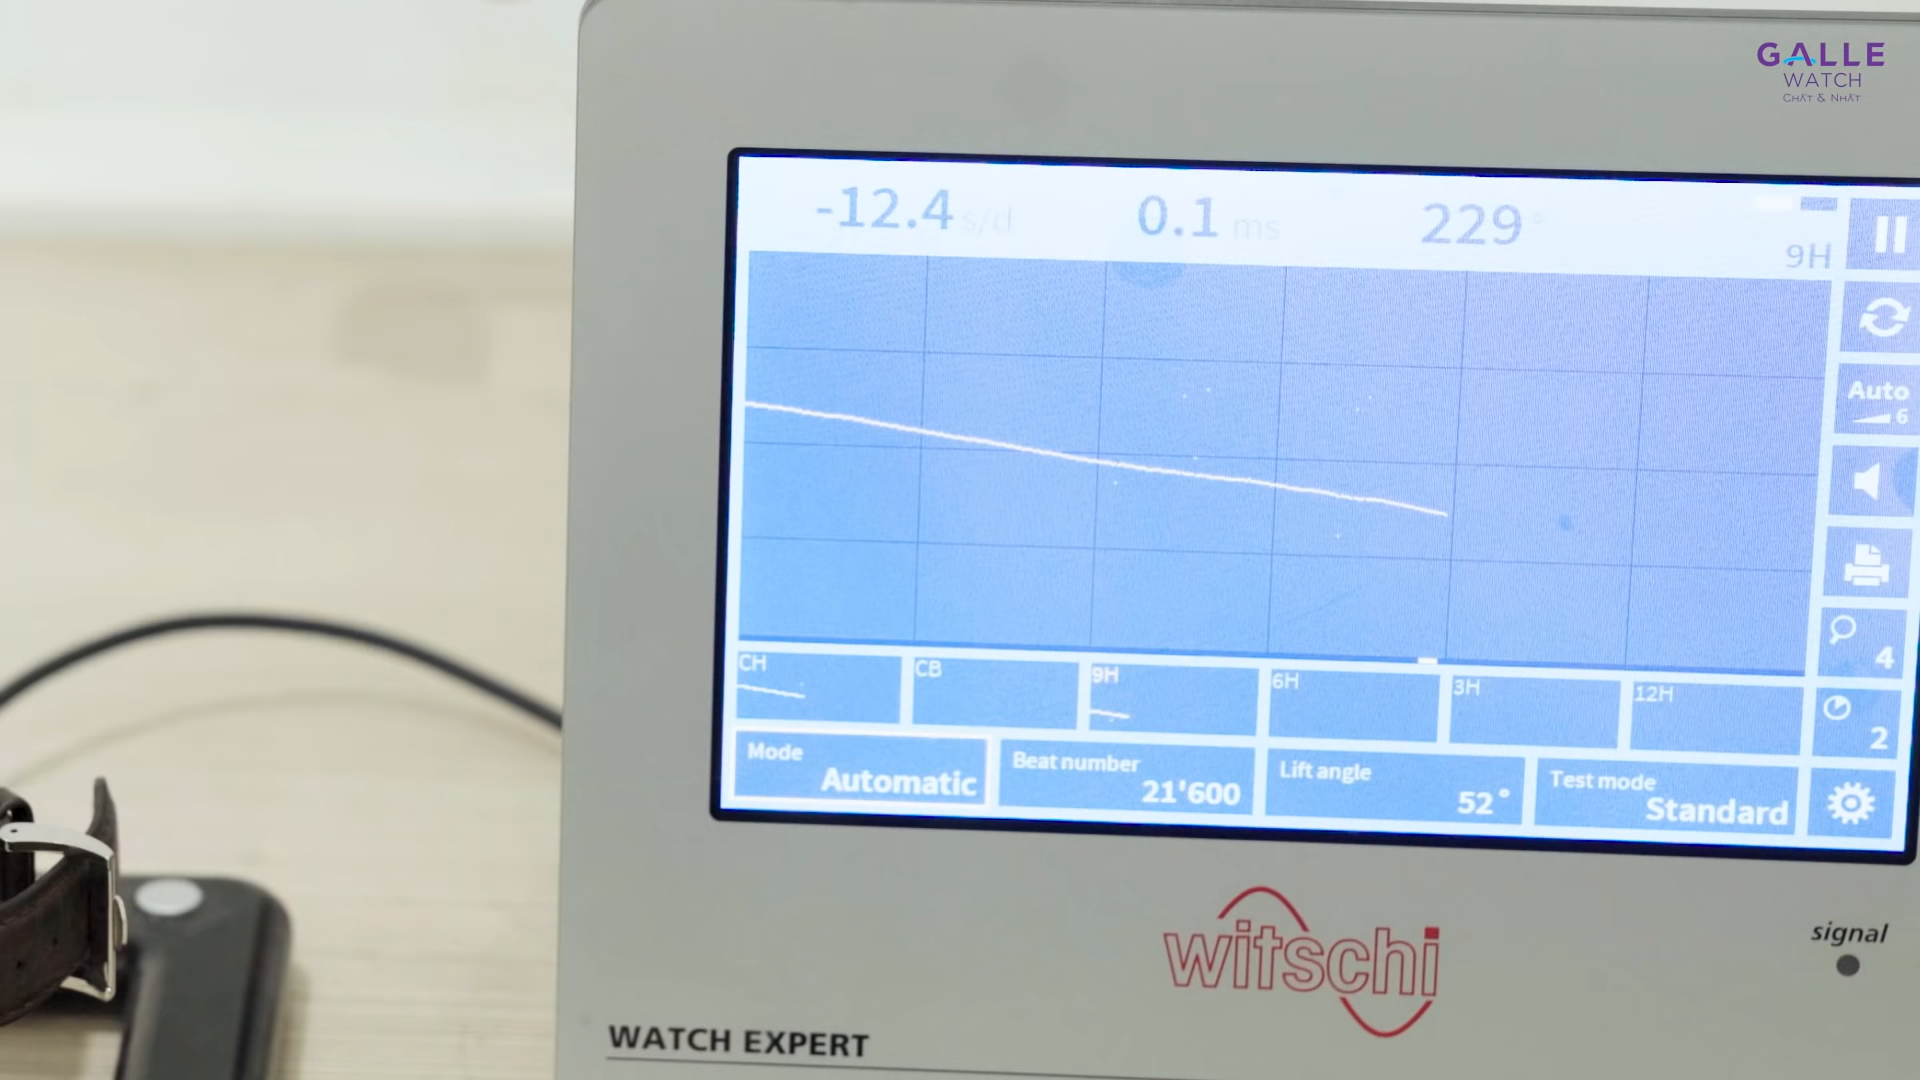 GALLE
WATCH
CHẤT & NHẤT
-12.4 s/d 0.1 ms 229°
9H
Auto
6
4
CH CB 9H 6H 3H 12H
2
Mode
Automatic
Beat number
21'600
Lift angle
52°
Test mode
Standard
witschi
signal
WATCH EXPERT